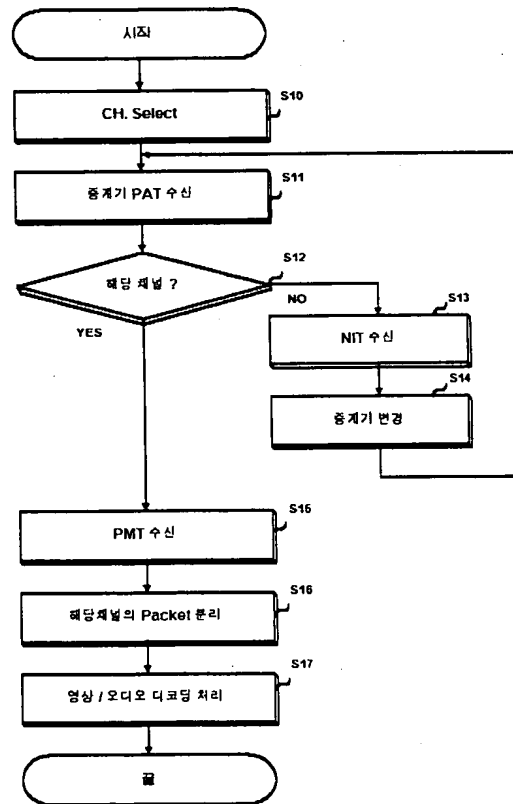 시작
S10
CH. Select
S11
중계기 PAT 수신
S12
해당 채널 ?
NO
YES
S13
NIT 수신
S14
중계기 변경
S15
PMT 수신
S16
해당채널의 Packet 분리
S17
영상 / 오디오 디코딩 처리
끝